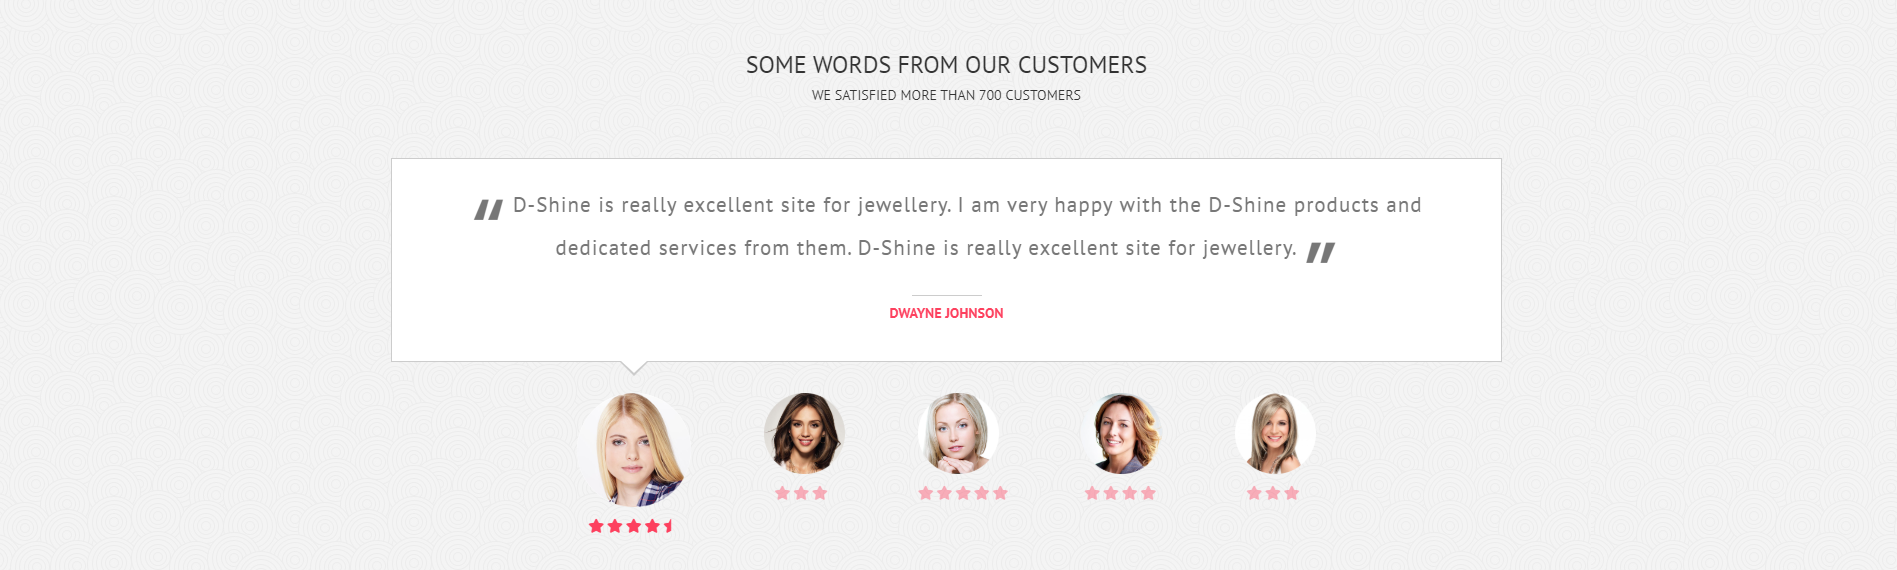 SOME WORDS FROM OUR CUSTOMERS
WE SATISFIED MORE THAN 700 CUSTOMERS
“ D-Shine is really excellent site for jewellery. I am very happy with the D-Shine products and
dedicated services from them. D-Shine is really excellent site for jewellery. ”
DWAYNE JOHNSON